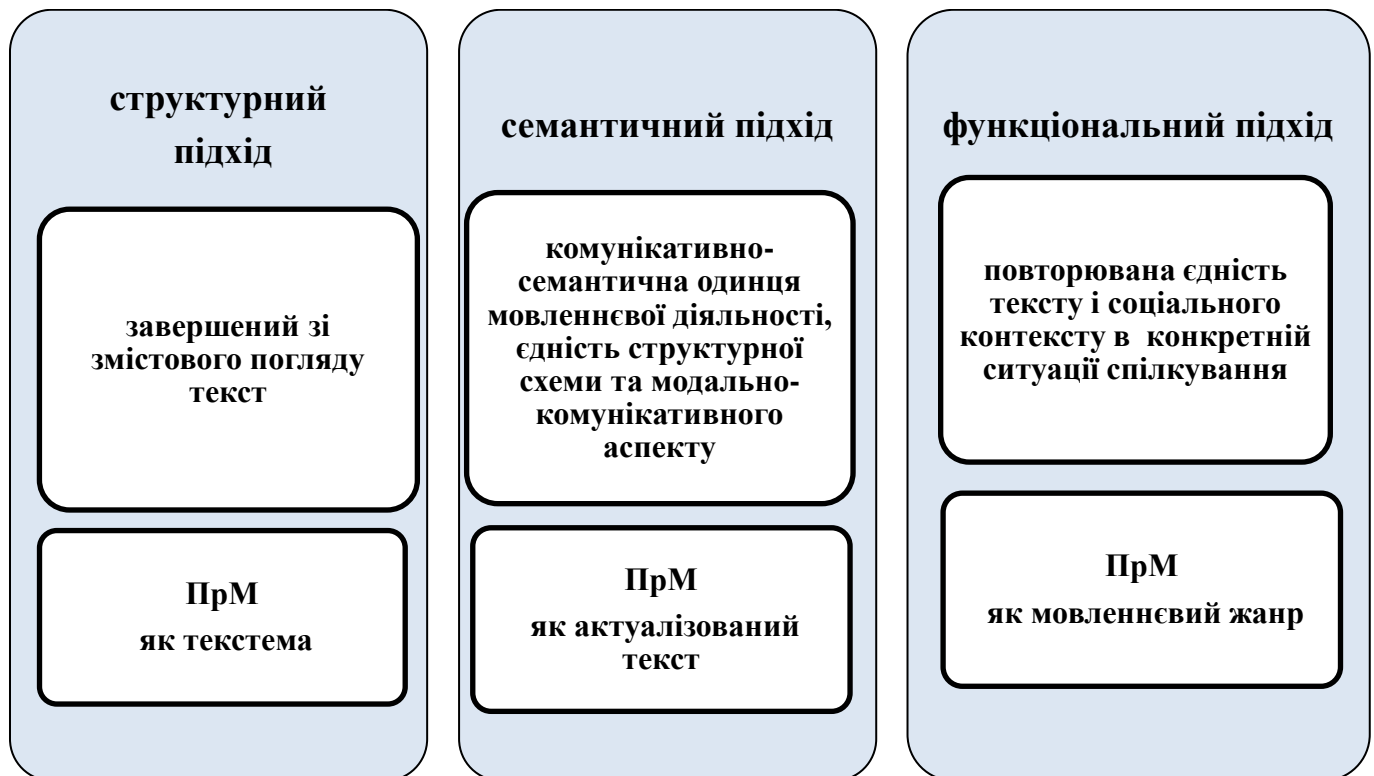 структурний
підхід
завершений зі
змістового погляду
текст
ПрМ
як текстема
семантичний підхід
комунікативно-
семантична одинця
мовленнєвої діяльності,
єдність структурної
схеми та модально-
комунікативного
аспекту
ПрМ
як актуалізований
текст
функціональний підхід
повторювана єдність
тексту і соціального
контексту в конкретній
ситуації спілкування
ПрМ
як мовленнєвий жанр